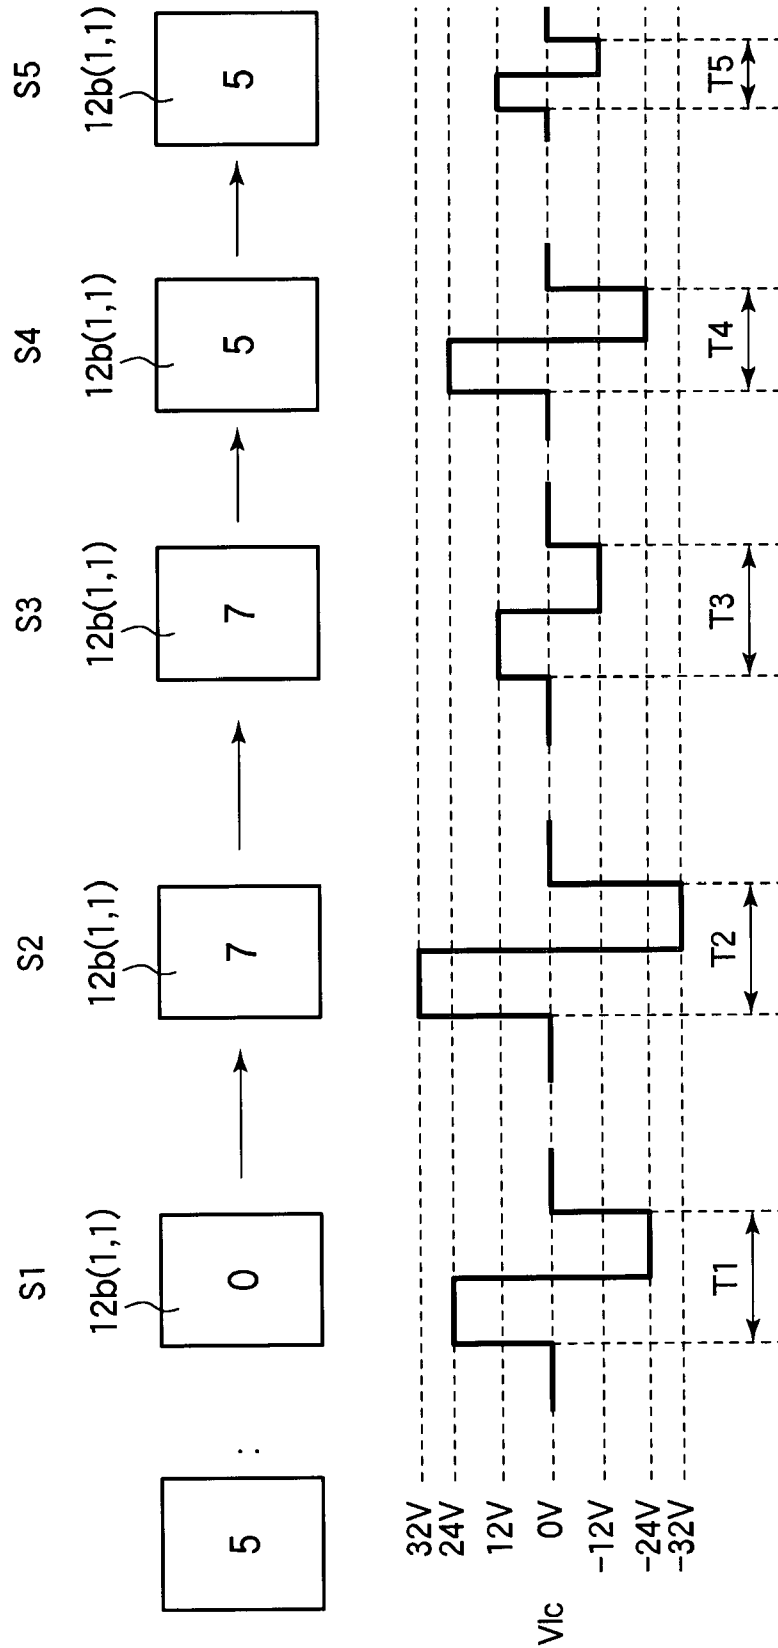 S1 S2 S3 S4 S5
12b(1,1) 12b(1,1) 12b(1,1) 12b(1,1) 12b(1,1)
5 : 0 7 7 5 5
32V
24V
12V
Vlc 0V
-12V
-24V
-32V
T1 T2 T3 T4 T5